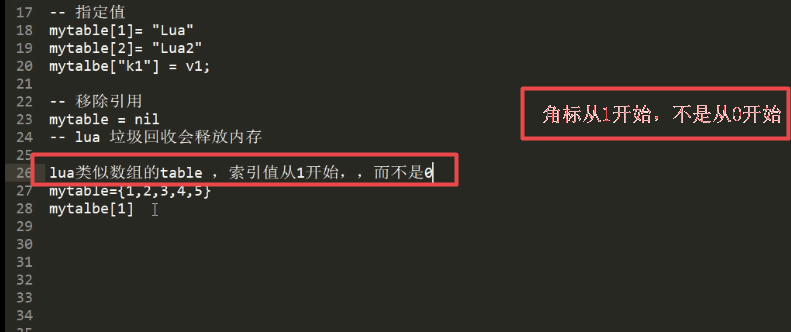 17 -- 指定值
18 mytable[1]= "Lua"
19 mytable[2]= "Lua2"
20 mytalbe["k1"] = v1;
21
22 -- 移除引用
23 mytable = nil
24 -- lua 垃圾回收会释放内存
25
26 lua类似数组的table ，索引值从1开始，，而不是0
27 mytable={1,2,3,4,5}
28 mytalbe[1]
29
30
31
32
33
34
角标从1开始，不是从0开始